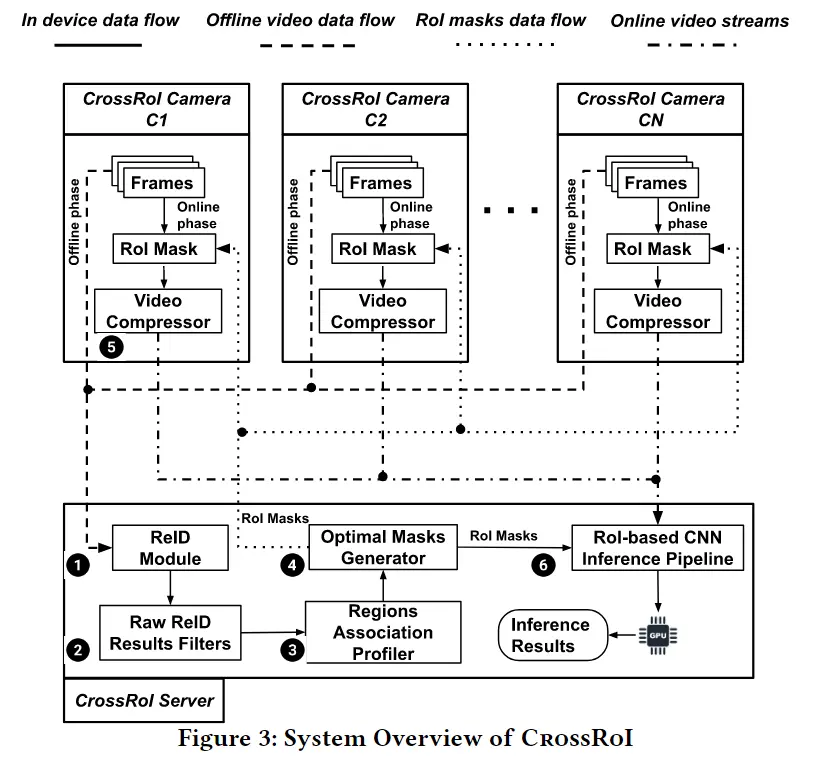 In device data flow
Offline video data flow
RoI masks data flow
Online video streams
CrossRoI Camera
C1
CrossRoI Camera
C2
CrossRoI Camera
CN
Offline phase
Frames
Online
phase
RoI Mask
Video
Compressor
5
Offline phase
Frames
Online
phase
RoI Mask
Video
Compressor
. . .
Offline phase
Frames
Online
phase
RoI Mask
Video
Compressor
RoI Masks
1
ReID
Module
4
Optimal Masks
Generator
RoI Masks
6
RoI-based CNN
Inference Pipeline
2
Raw ReID
Results Filters
3
Regions
Association
Profiler
Inference
Results
GPU
CrossRoI Server
Figure 3: System Overview of CROSSROI